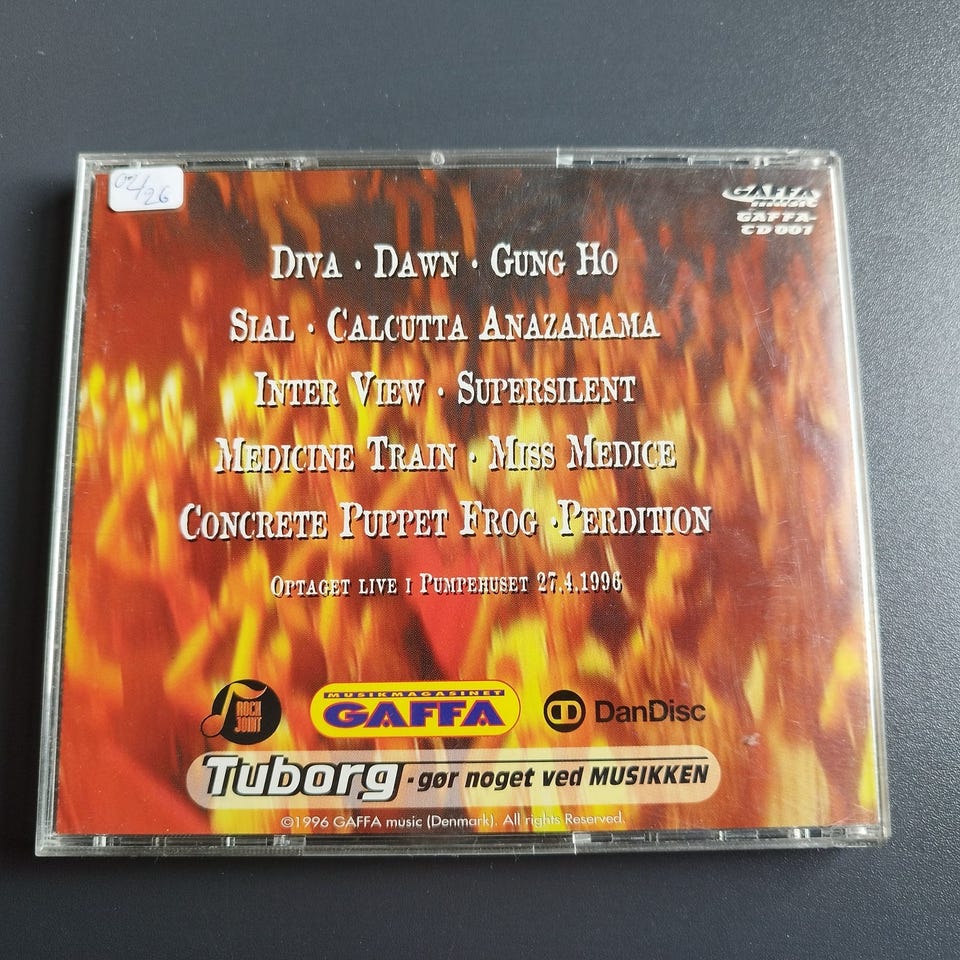 02/26
GAFFA
music
GAFFA-
CD 001
DIVA · DAWN · GUNG HO
SIAL · CALCUTTA ANAZAMAMA
INTER VIEW · SUPERSILENT
MEDICINE TRAIN · MISS MEDICE
CONCRETE PUPPET FROG · PERDITION
OPTAGET LIVE I PUMPEHUSET 27.4.1996
ROCK
JOINT
MUSIKMAGASINET
GAFFA
DanDisc
Tuborg - gør noget ved MUSIKKEN
©1996 GAFFA music (Denmark). All rights Reserved.